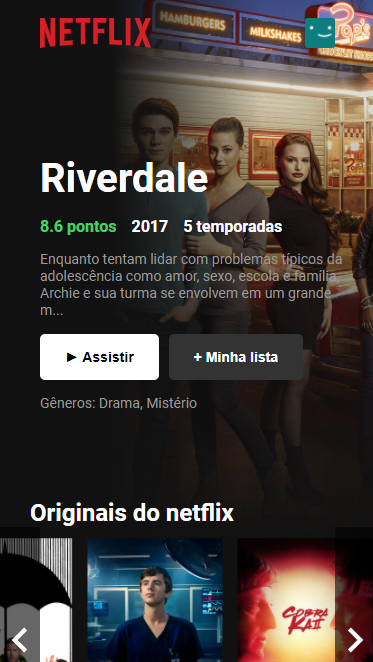 NETFLIX
HAMBURGERS
MILKSHAKES
Pop's
Riverdale
8.6 pontos 2017 5 temporadas
Enquanto tentam lidar com problemas típicos da
adolescência como amor, sexo, escola e família,
Archie e sua turma se envolvem em um grande
m...
► Assistir
+ Minha lista
Gêneros: Drama, Mistério
Originais do netflix
COBRA
KAI